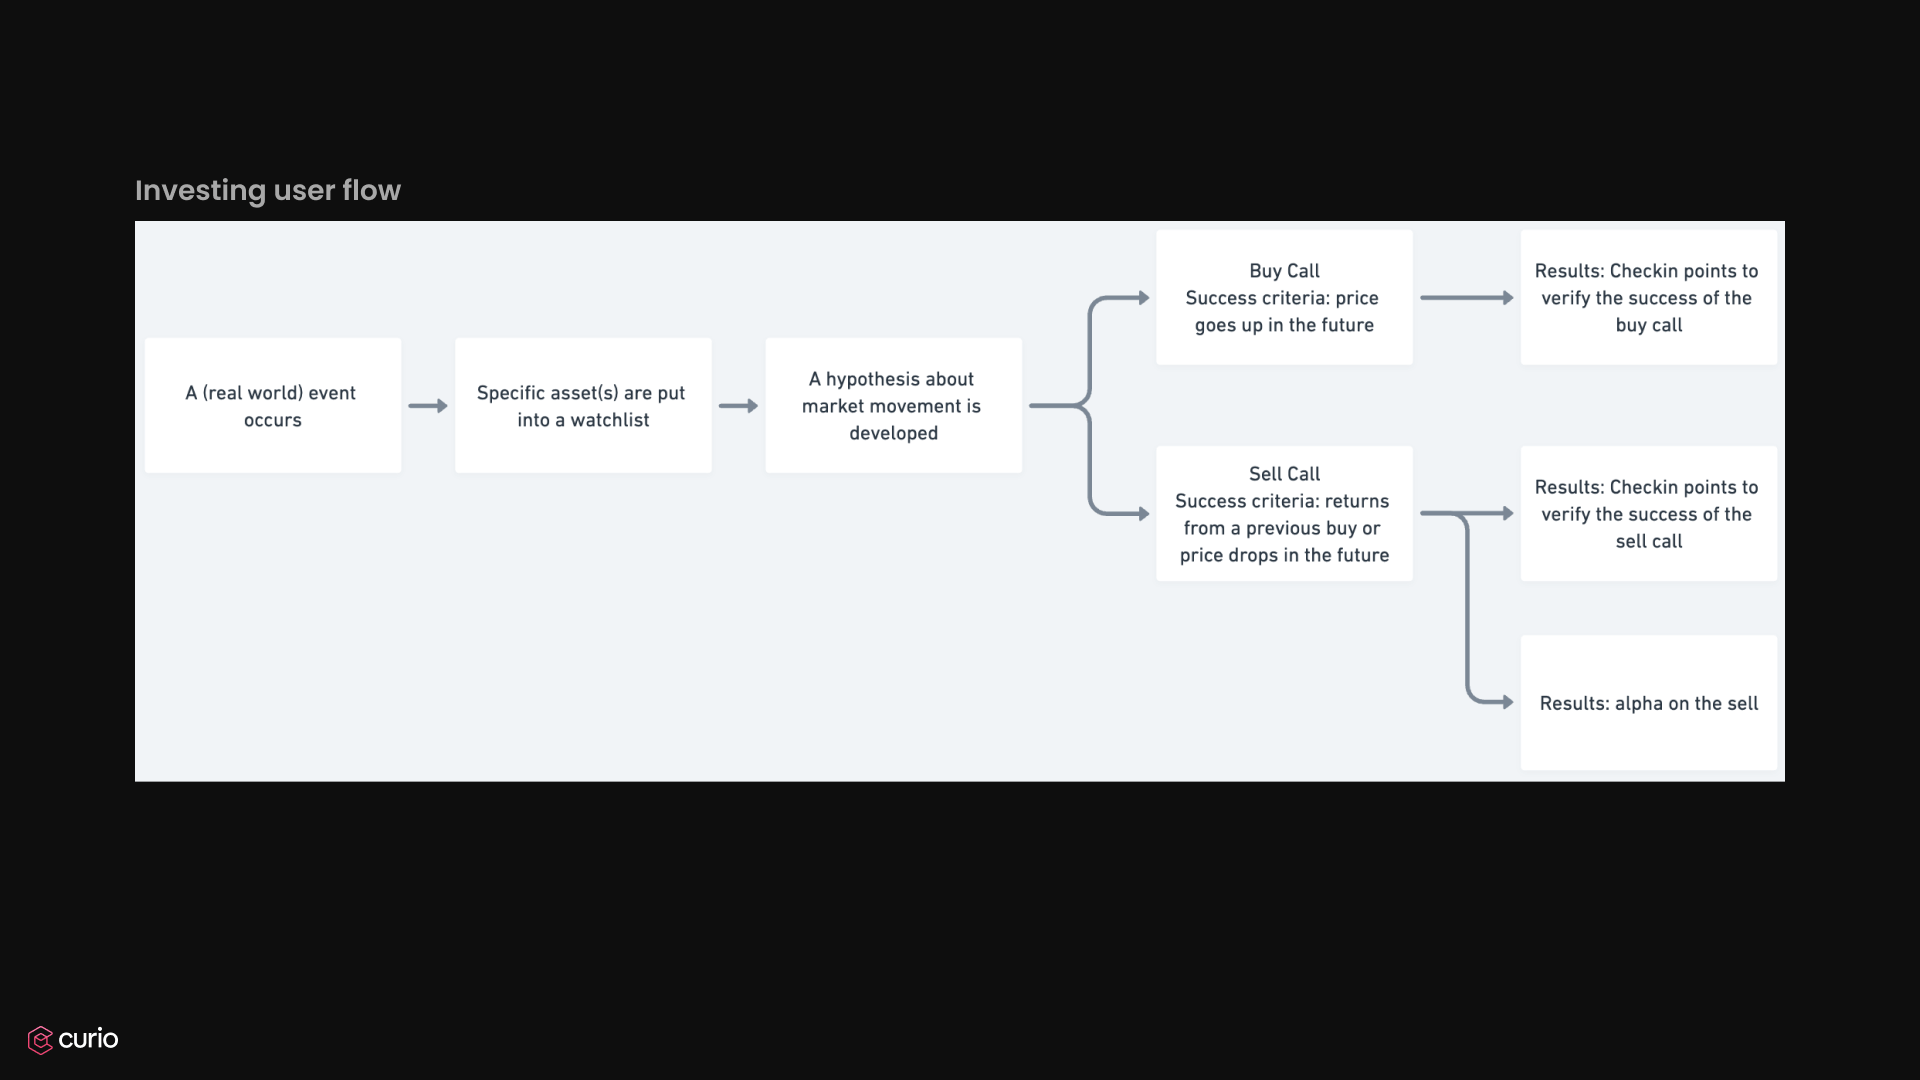 Investing user flow
A (real world) event
occurs
Specific asset(s) are put
into a watchlist
A hypothesis about
market movement is
developed
Buy Call
Success criteria: price
goes up in the future
Results: Checkin points to
verify the success of the
buy call
Sell Call
Success criteria: returns
from a previous buy or
price drops in the future
Results: Checkin points to
verify the success of the
sell call
Results: alpha on the sell
curio